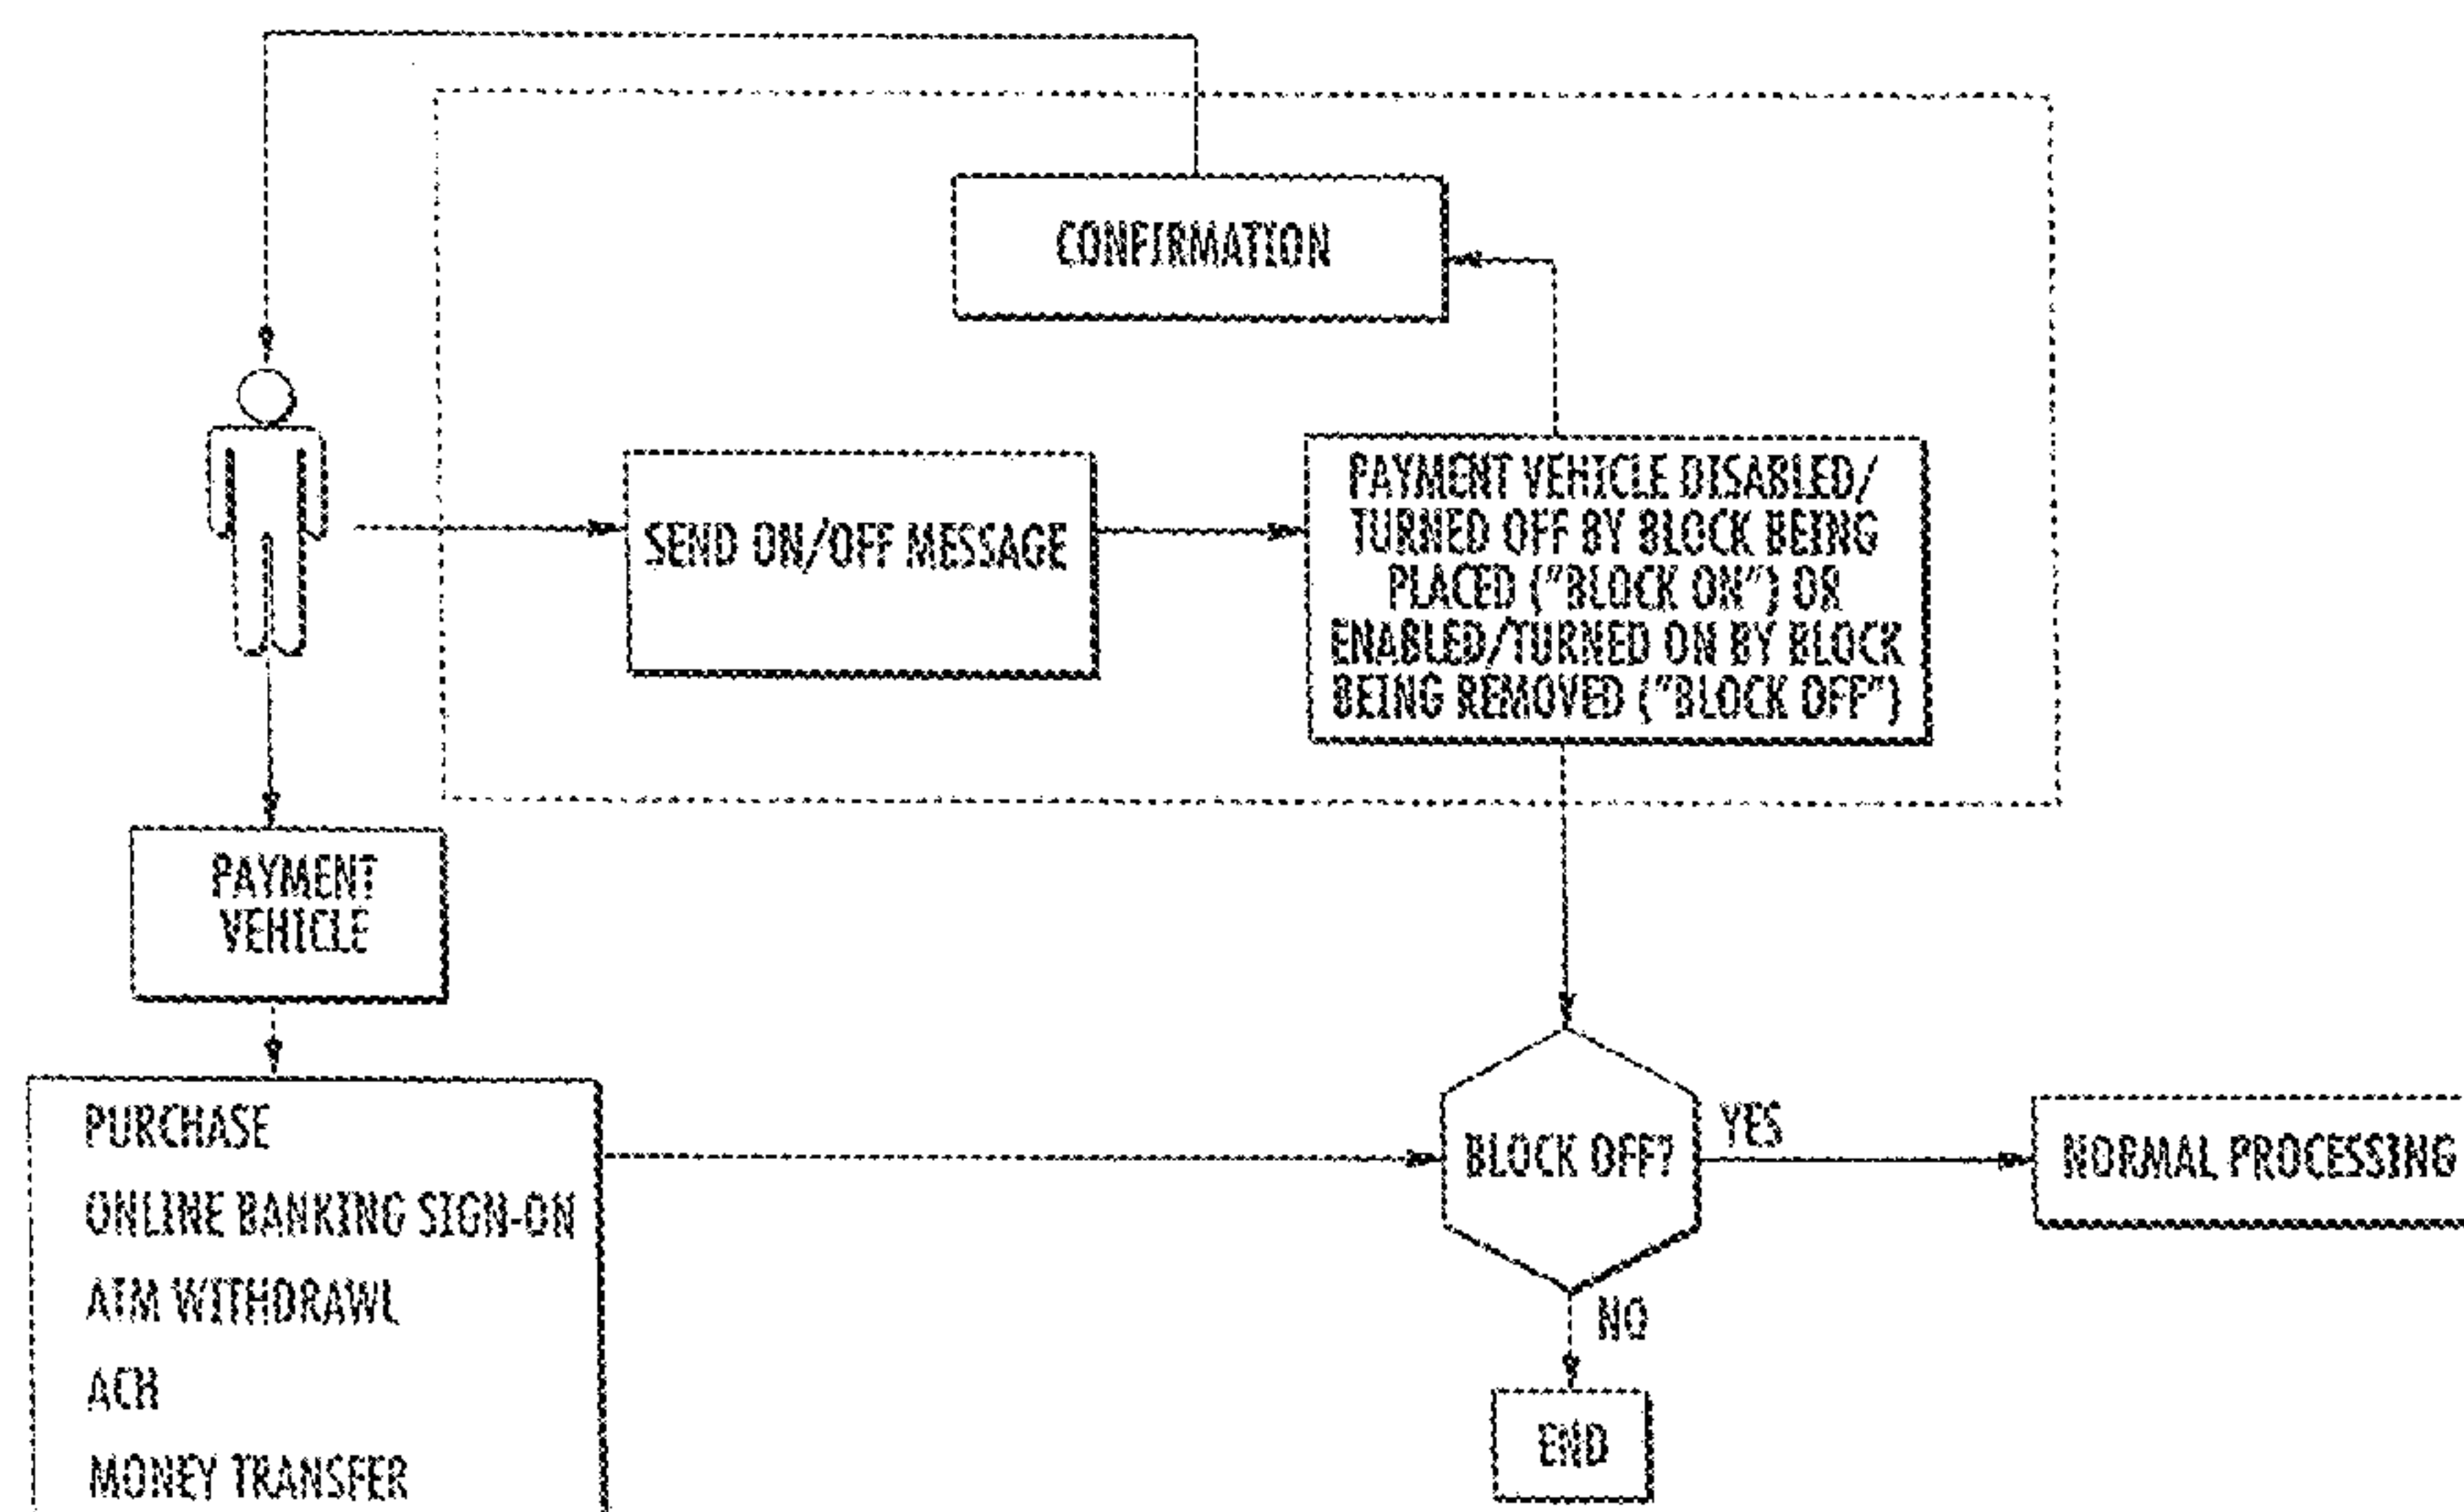 CONFIRMATION
SEND ON/OFF MESSAGE
PAYMENT VEHICLE DISABLED/
TURNED OFF BY BLOCK BEING
PLACED ("BLOCK ON") OR
ENABLED/TURNED ON BY BLOCK
BEING REMOVED ("BLOCK OFF")
PAYMENT
VEHICLE
PURCHASE
ONLINE BANKING SIGN-ON
ATM WITHDRAWL
ACH
MONEY TRANSFER
BLOCK OFF?
YES
NORMAL PROCESSING
NO
END